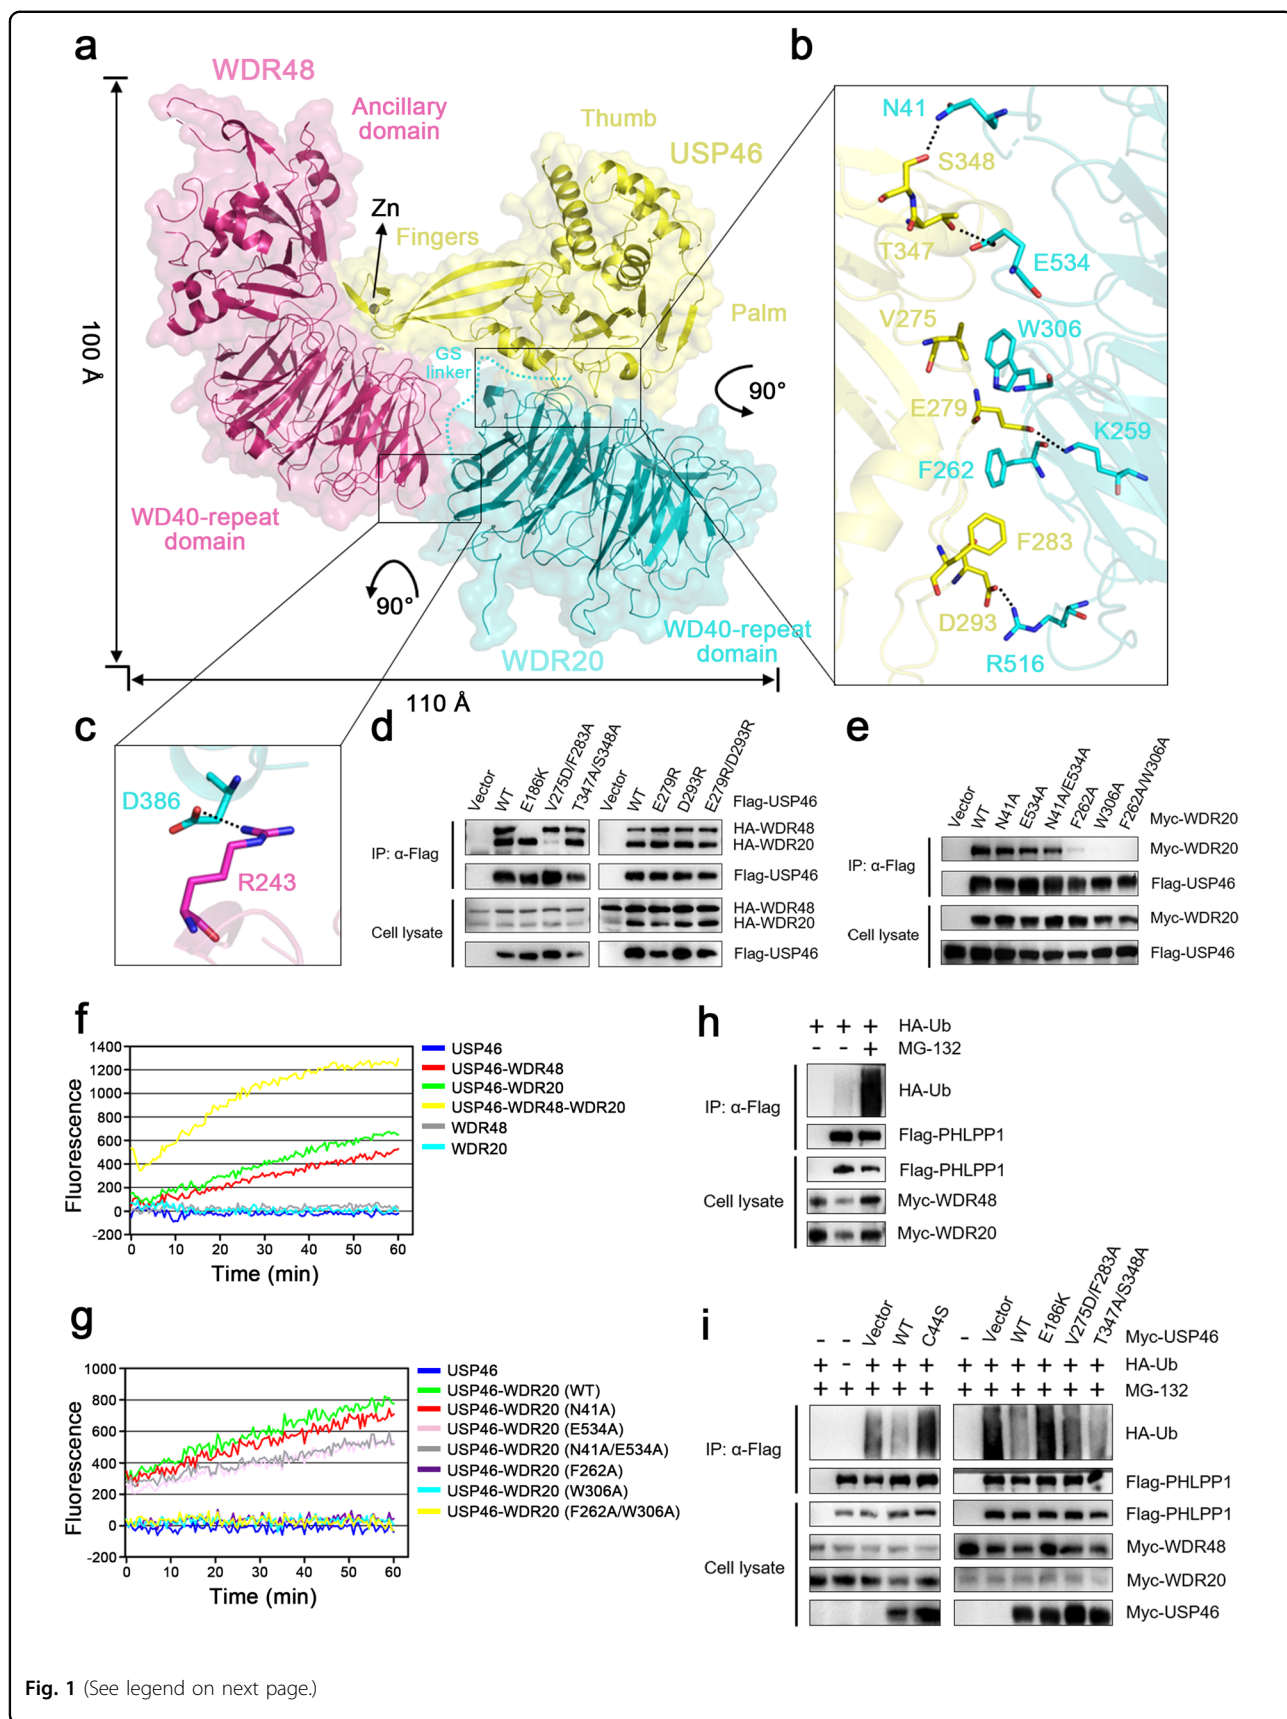 a
WDR48
Ancillary
domain
Thumb
USP46
Zn
Fingers
Palm
GS
linker
100 Å
90°
WD40-repeat
domain
90°
WDR20
WD40-repeat
domain
110 Å
b
N41
S348
T347
E534
V275
W306
E279
K259
F262
F283
D293
R516
c
D386
R243
d
Vector
WT
E186K
V275D/F283A
T347A/S348A
Vector
WT
E279R
D293R
E279R/D293R
Flag-USP46
IP: α-Flag
HA-WDR48
HA-WDR20
Flag-USP46
Cell lysate
HA-WDR48
HA-WDR20
Flag-USP46
e
Vector
WT
N41A
E534A
N41A/E534A
F262A
W306A
F262A/W306A
Myc-WDR20
IP: α-Flag
Myc-WDR20
Flag-USP46
Cell lysate
Myc-WDR20
Flag-USP46
f
Fluorescence
1400
1200
1000
800
600
400
200
0
-200
0 10 20 30 40 50 60
Time (min)
USP46
USP46-WDR48
USP46-WDR20
USP46-WDR48-WDR20
WDR48
WDR20
g
Fluorescence
1000
800
600
400
200
0
-200
0 10 20 30 40 50 60
Time (min)
USP46
USP46-WDR20 (WT)
USP46-WDR20 (N41A)
USP46-WDR20 (E534A)
USP46-WDR20 (N41A/E534A)
USP46-WDR20 (F262A)
USP46-WDR20 (W306A)
USP46-WDR20 (F262A/W306A)
h
+ + + HA-Ub
- - + MG-132
IP: α-Flag
HA-Ub
Flag-PHLPP1
Cell lysate
Flag-PHLPP1
Myc-WDR48
Myc-WDR20
i
- - Vector WT C44S - Vector WT E186K V275D/F283A T347A/S348A Myc-USP46
+ - + + + + + + + + + HA-Ub
+ + + + + + + + + + + MG-132
IP: α-Flag
HA-Ub
Flag-PHLPP1
Cell lysate
Flag-PHLPP1
Myc-WDR48
Myc-WDR20
Myc-USP46
Fig. 1 (See legend on next page.)